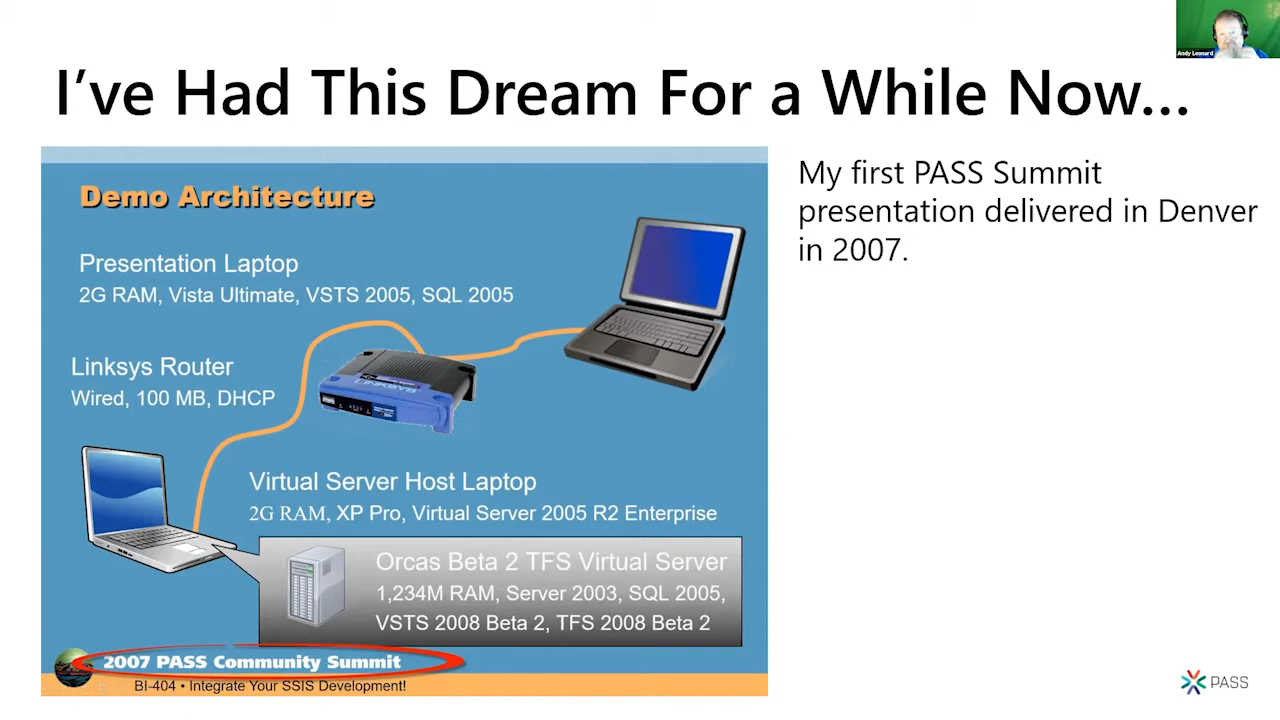 Andy Leonard
I’ve Had This Dream For a While Now…
Demo Architecture
Presentation Laptop
2G RAM, Vista Ultimate, VSTS 2005, SQL 2005
Linksys Router
Wired, 100 MB, DHCP
LINKSYS
Virtual Server Host Laptop
2G RAM, XP Pro, Virtual Server 2005 R2 Enterprise
Orcas Beta 2 TFS Virtual Server
1,234M RAM, Server 2003, SQL 2005,
VSTS 2008 Beta 2, TFS 2008 Beta 2
2007 PASS Community Summit
BI-404 • Integrate Your SSIS Development!
My first PASS Summit
presentation delivered in Denver
in 2007.
PASS